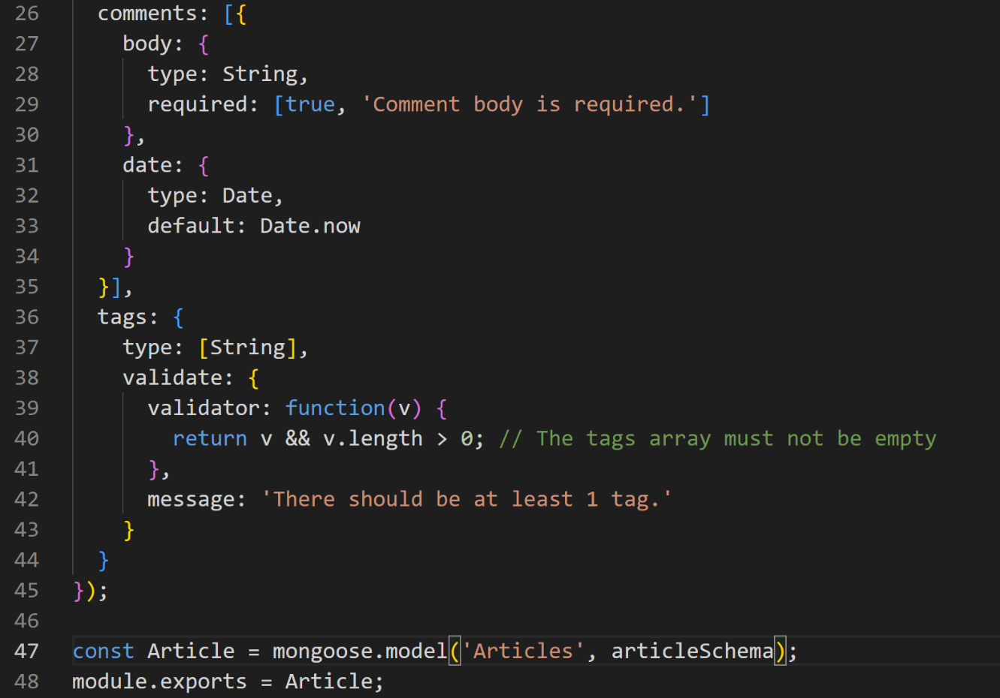 26 comments: [{
27 body: {
28 type: String,
29 required: [true, 'Comment body is required.']
30 },
31 date: {
32 type: Date,
33 default: Date.now
34 }
35 }],
36 tags: {
37 type: [String],
38 validate: {
39 validator: function(v) {
40 return v && v.length > 0; // The tags array must not be empty
41 },
42 message: 'There should be at least 1 tag.'
43 }
44 }
45 });
46
47 const Article = mongoose.model('Articles', articleSchema);
48 module.exports = Article;